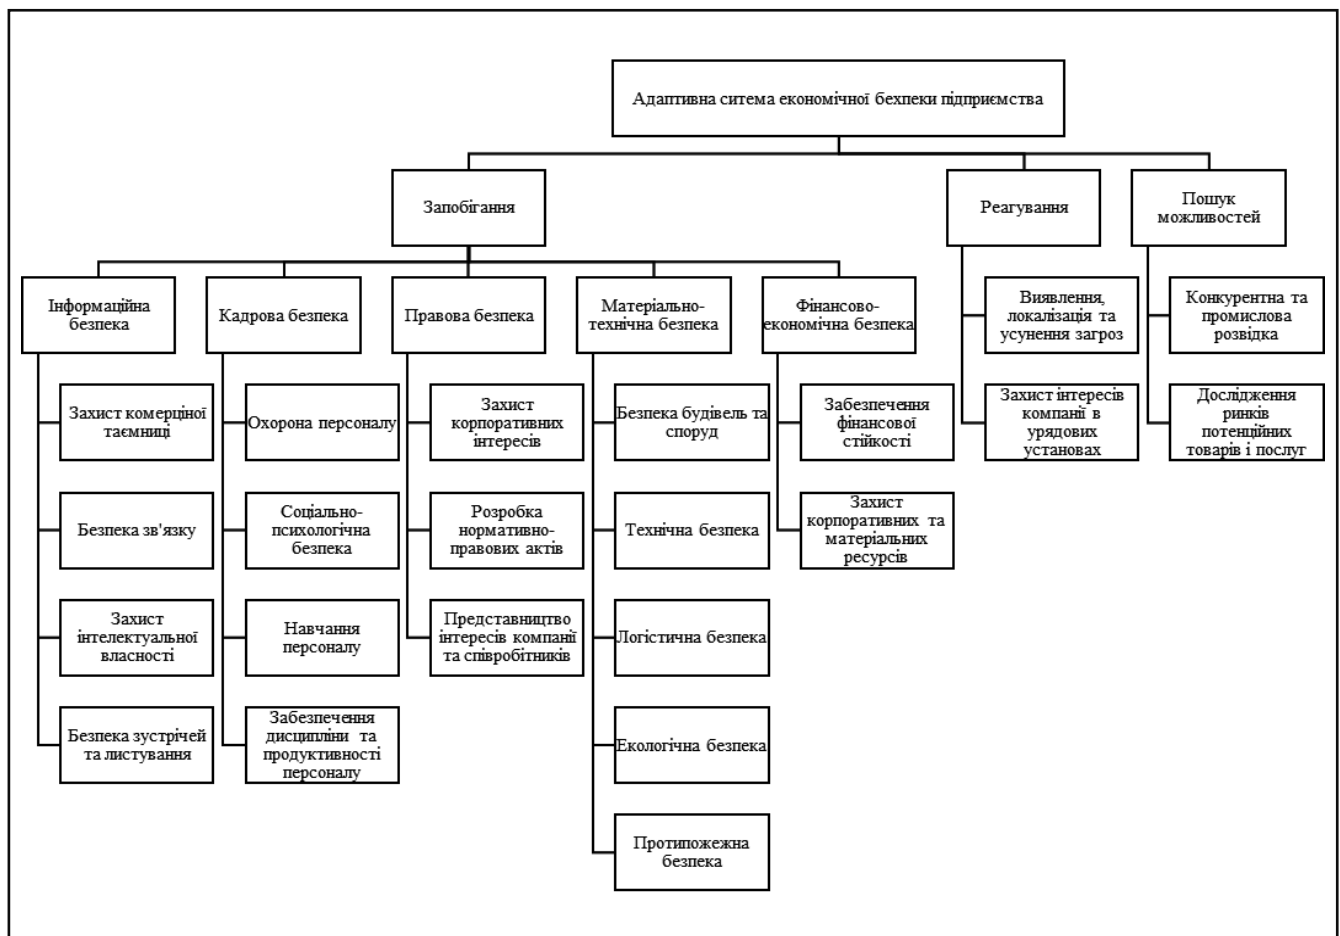 Адаптивна ситема економічної бехпеки підприємства
Запобігання
Реагування
Пошук
можливостей
Інформаційна
безпека
Кадрова безпека
Правова безпека
Матеріально-
технічна безпека
Фінансово-
економічна безпека
Виявлення,
локалізація та
усунення загроз
Конкурентна та
промислова
розвідка
Захист комерціної
таємниці
Охорона персоналу
Захист
корпоративних
інтересів
Безпека будівель та
споруд
Забезпечення
фінансової
стійкості
Захист інтересів
компанії в
урядових
установах
Дослідження
ринків
потенційних
товарів і послуг
Безпека зв'язку
Соціально-
психологічна
безпека
Розробка
нормативно-
правових актів
Технічна безпека
Захист
корпоративних та
матеріальних
ресурсів
Захист
інтелектуальної
власності
Навчання
персоналу
Представництво
інтересів компанії
та співробітників
Логістична безпека
Безпека зустрічей
та листування
Забезпечення
дисципліни та
продуктивності
персоналу
Екологічна безпека
Протипожежна
безпека